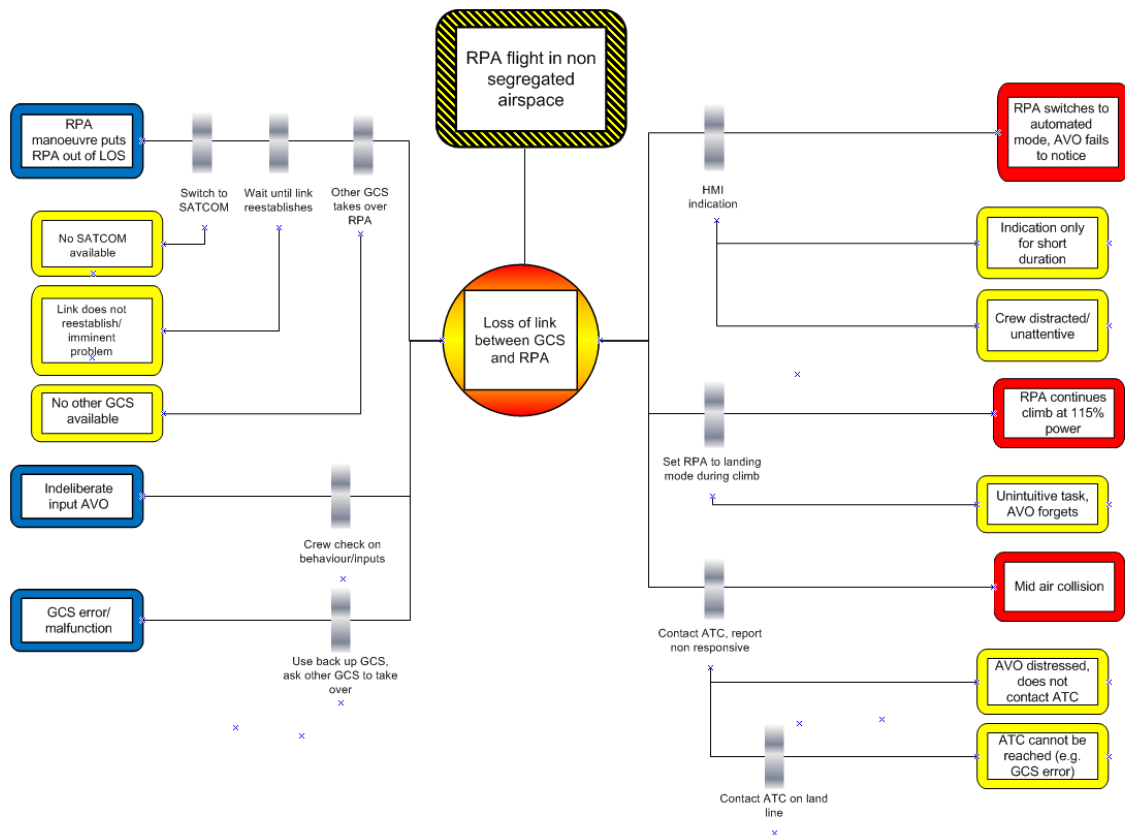 RPA flight in non
segregated
airspace
RPA
manoeuvre puts
RPA out of LOS
Switch to
SATCOM
Wait until link
reestablishes
Other GCS
takes over
RPA
No SATCOM
available
Link does not
reestablish/
imminent
problem
No other GCS
available
Indeliberate
input AVO
Crew check on
behaviour/inputs
GCS error/
malfunction
Use back up GCS,
ask other GCS to take
over
Loss of link
between GCS
and RPA
HMI
indication
RPA switches to
automated
mode, AVO fails
to notice
Indication only
for short
duration
Crew distracted/
unattentive
Set RPA to landing
mode during climb
RPA continues
climb at 115%
power
Unintuitive task,
AVO forgets
Contact ATC, report
non responsive
Mid air collision
AVO distressed,
does not
contact ATC
Contact ATC on land
line
ATC cannot be
reached (e.g.
GCS error)